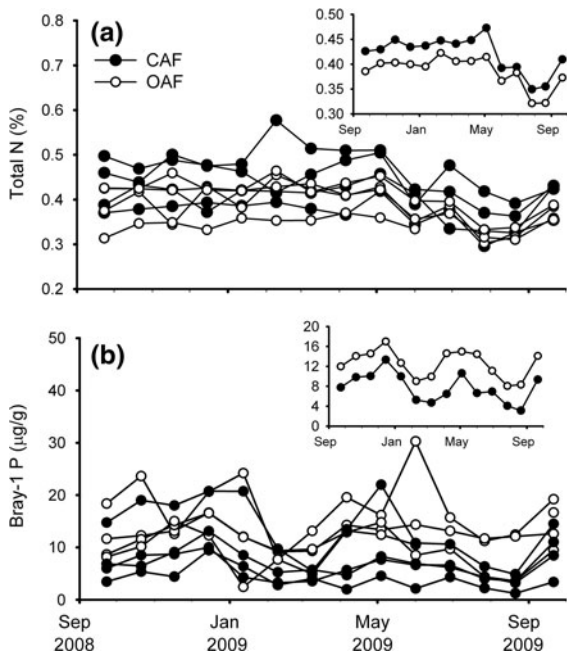 (a)
CAF
OAF
Total N (%)
0.8
0.7
0.6
0.5
0.4
0.3
0.2
0.50
0.45
0.40
0.35
0.30
Sep Jan May Sep
(b)
Bray-1 P (µg/g)
50
40
30
20
10
0
20
16
12
8
4
0
Sep Jan May Sep
Sep Jan May Sep
2008 2009 2009 2009